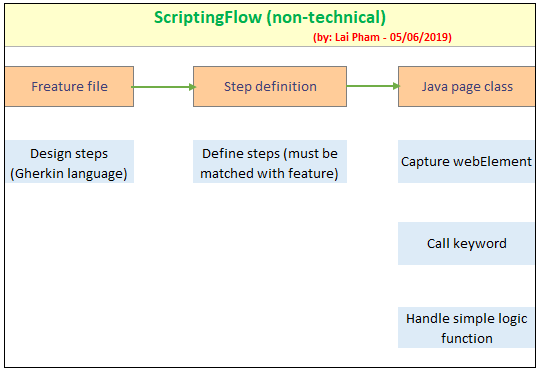 ScriptingFlow (non-technical)
(by: Lai Pham - 05/06/2019)
Freature file
Step definition
Java page class
Design steps
(Gherkin language)
Define steps (must be
matched with feature)
Capture webElement
Call keyword
Handle simple logic
function